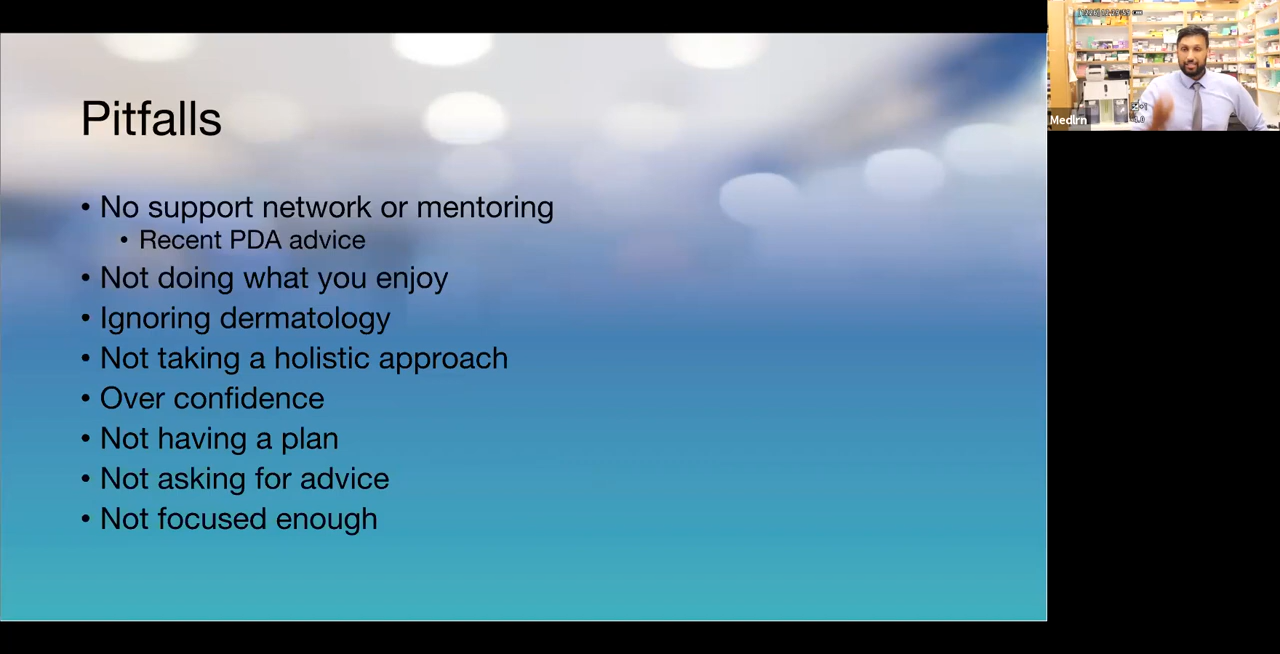 Pitfalls
• No support network or mentoring
• Recent PDA advice
• Not doing what you enjoy
• Ignoring dermatology
• Not taking a holistic approach
• Over confidence
• Not having a plan
• Not asking for advice
• Not focused enough
Medlrn